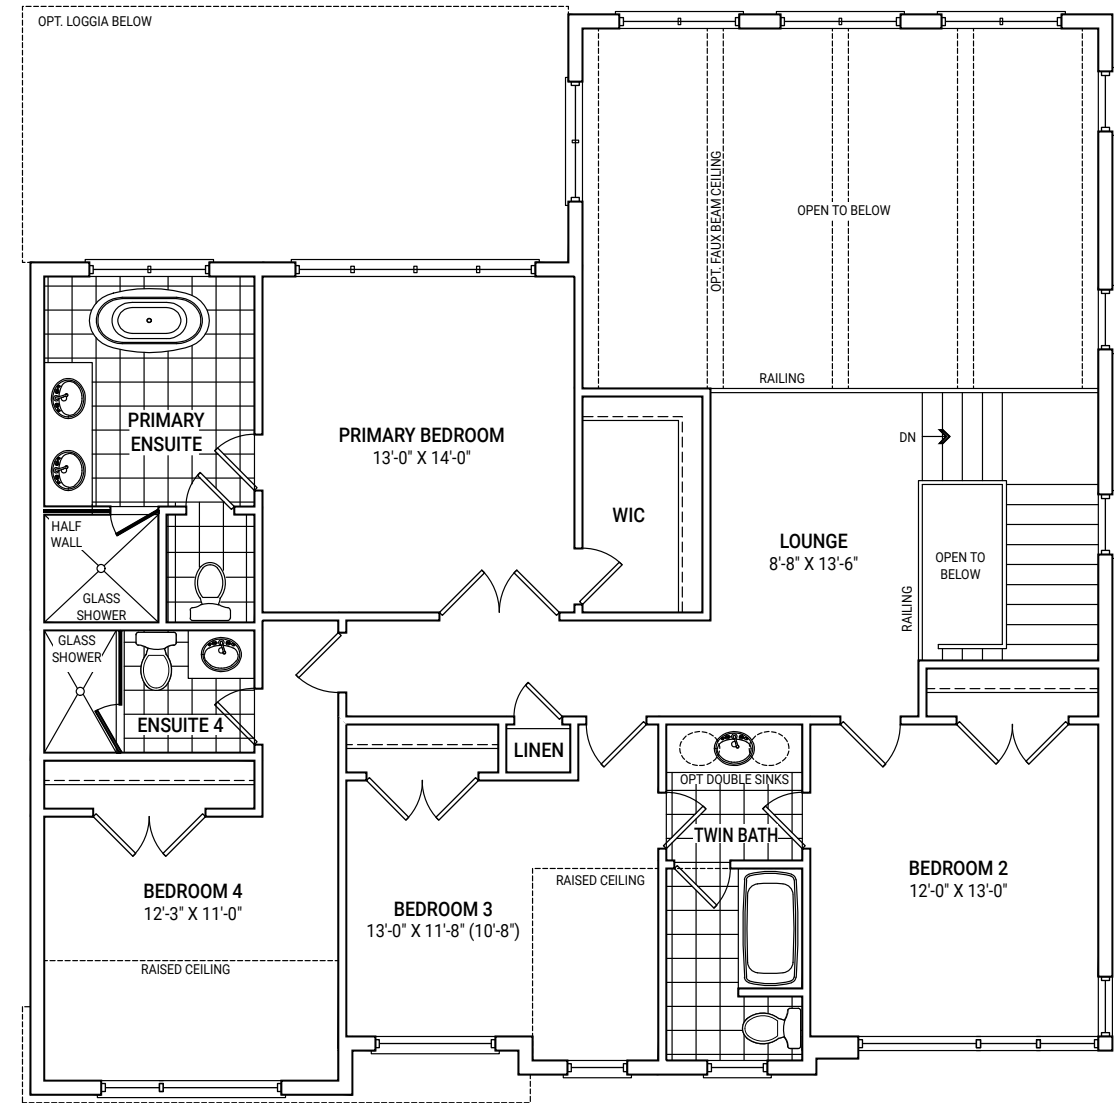 OPT. LOGGIA BELOW
OPT. FAUX BEAM CEILING
OPEN TO BELOW
RAILING
PRIMARY
ENSUITE
PRIMARY BEDROOM
13'-0" X 14'-0"
DN
WIC
HALF
WALL
LOUNGE
8'-8" X 13'-6"
OPEN TO
BELOW
GLASS
SHOWER
RAILING
GLASS
SHOWER
ENSUITE 4
LINEN
OPT DOUBLE SINKS
TWIN BATH
BEDROOM 4
12'-3" X 11'-0"
BEDROOM 3
13'-0" X 11'-8" (10'-8")
RAISED CEILING
BEDROOM 2
12'-0" X 13'-0"
RAISED CEILING